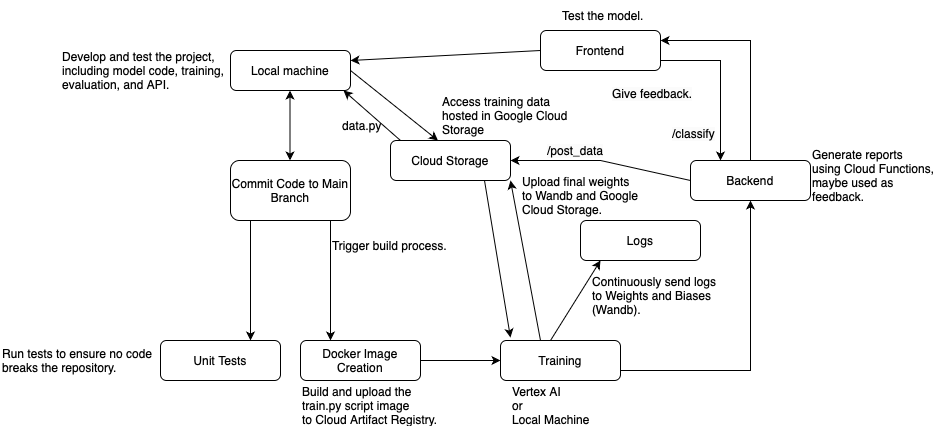 Test the model.
Frontend
Develop and test the project,
including model code, training,
evaluation, and API.
Local machine
Give feedback.
Access training data
hosted in Google Cloud
Storage
data.py
/classify
/post_data
Cloud Storage
Backend
Generate reports
using Cloud Functions,
maybe used as
feedback.
Commit Code to Main
Branch
Upload final weights
to Wandb and Google
Cloud Storage.
Trigger build process.
Logs
Continuously send logs
to Weights and Biases
(Wandb).
Run tests to ensure no code
breaks the repository.
Unit Tests
Docker Image
Creation
Training
Build and upload the
train.py script image
to Cloud Artifact Registry.
Vertex AI
or
Local Machine